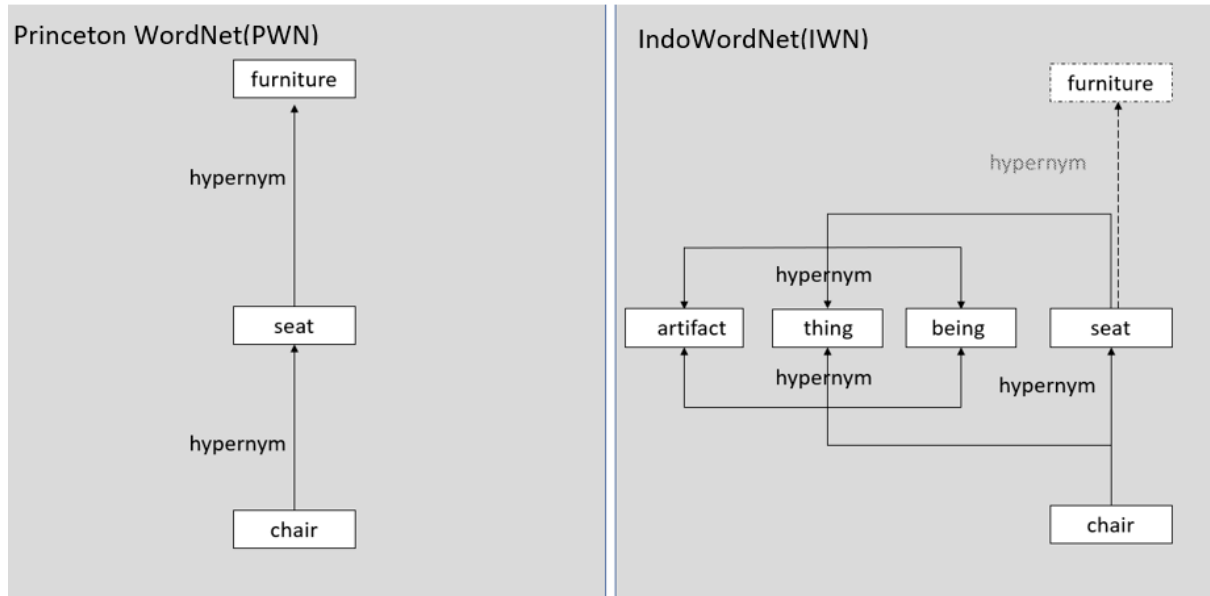 Princeton WordNet(PWN)
furniture
hypernym
seat
hypernym
chair
IndoWordNet(IWN)
furniture
hypernym
hypernym
artifact
thing
being
seat
hypernym
hypernym
chair